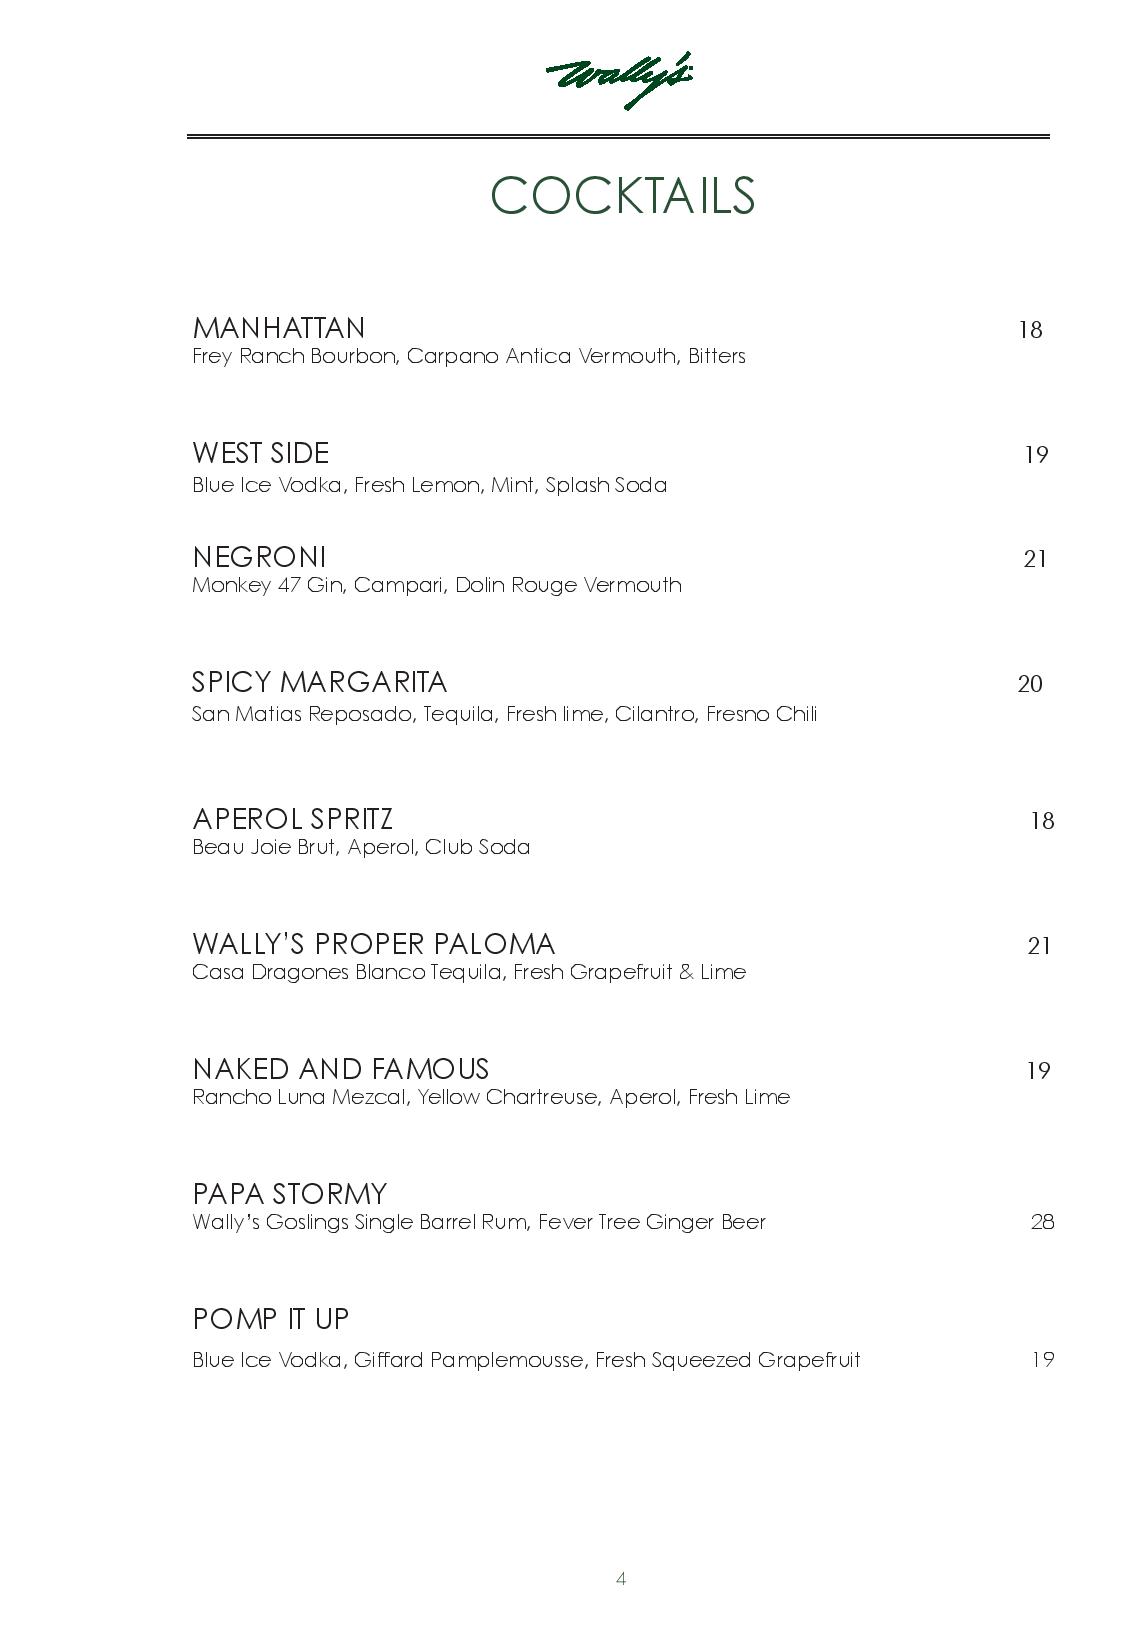 Wally's
COCKTAILS
MANHATTAN 18
Frey Ranch Bourbon, Carpano Antica Vermouth, Bitters
WEST SIDE 19
Blue Ice Vodka, Fresh Lemon, Mint, Splash Soda
NEGRONI 21
Monkey 47 Gin, Campari, Dolin Rouge Vermouth
SPICY MARGARITA 20
San Matias Reposado, Tequila, Fresh lime, Cilantro, Fresno Chili
APEROL SPRITZ 18
Beau Joie Brut, Aperol, Club Soda
WALLY'S PROPER PALOMA 21
Casa Dragones Blanco Tequila, Fresh Grapefruit & Lime
NAKED AND FAMOUS 19
Rancho Luna Mezcal, Yellow Chartreuse, Aperol, Fresh Lime
PAPA STORMY
Wally's Goslings Single Barrel Rum, Fever Tree Ginger Beer 28
POMP IT UP
Blue Ice Vodka, Giffard Pamplemousse, Fresh Squeezed Grapefruit 19
4